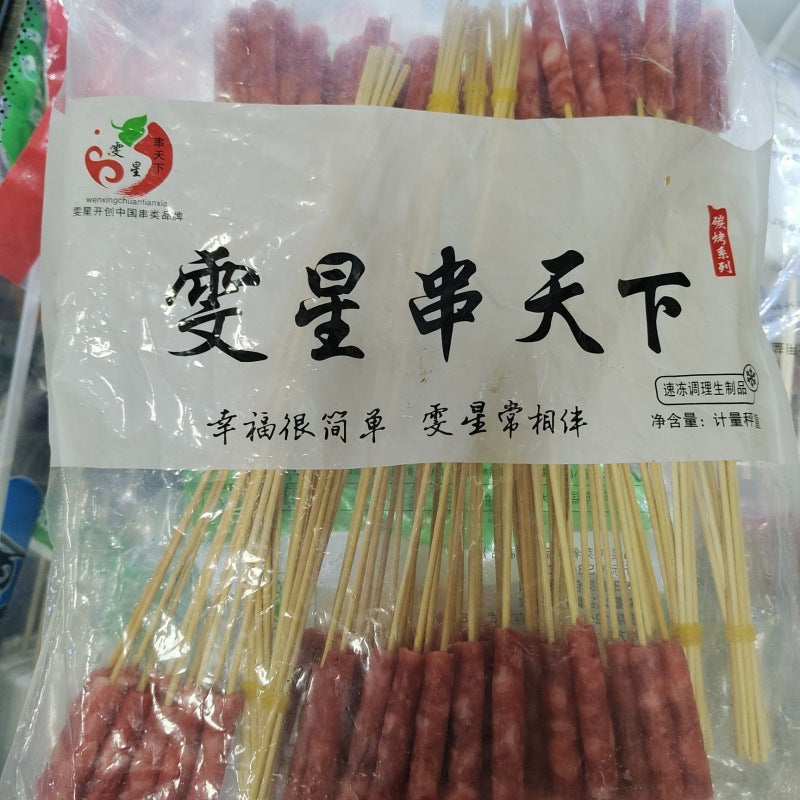 雯星
串天下
wenxingchuantianxia
雯星开创中国串类品牌
碳烤系列
雯星串天下
速冻调理生制品
幸福很简单 雯星常相伴
净含量：计量秤重